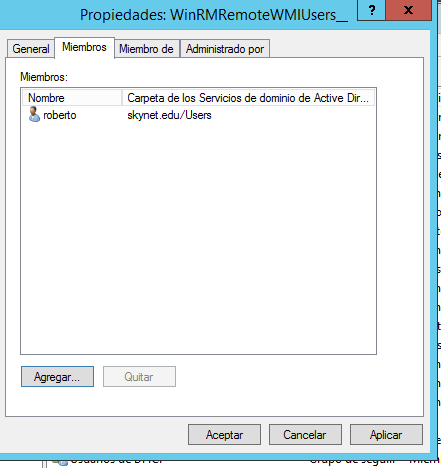 Propiedades: WinRMRemoteWMIUsers__
? x
General Miembros Miembro de Administrado por
Miembros:
Nombre Carpeta de los Servicios de dominio de Active Dir...
roberto skynet.edu/Users
Agregar... Quitar
Aceptar Cancelar Aplicar